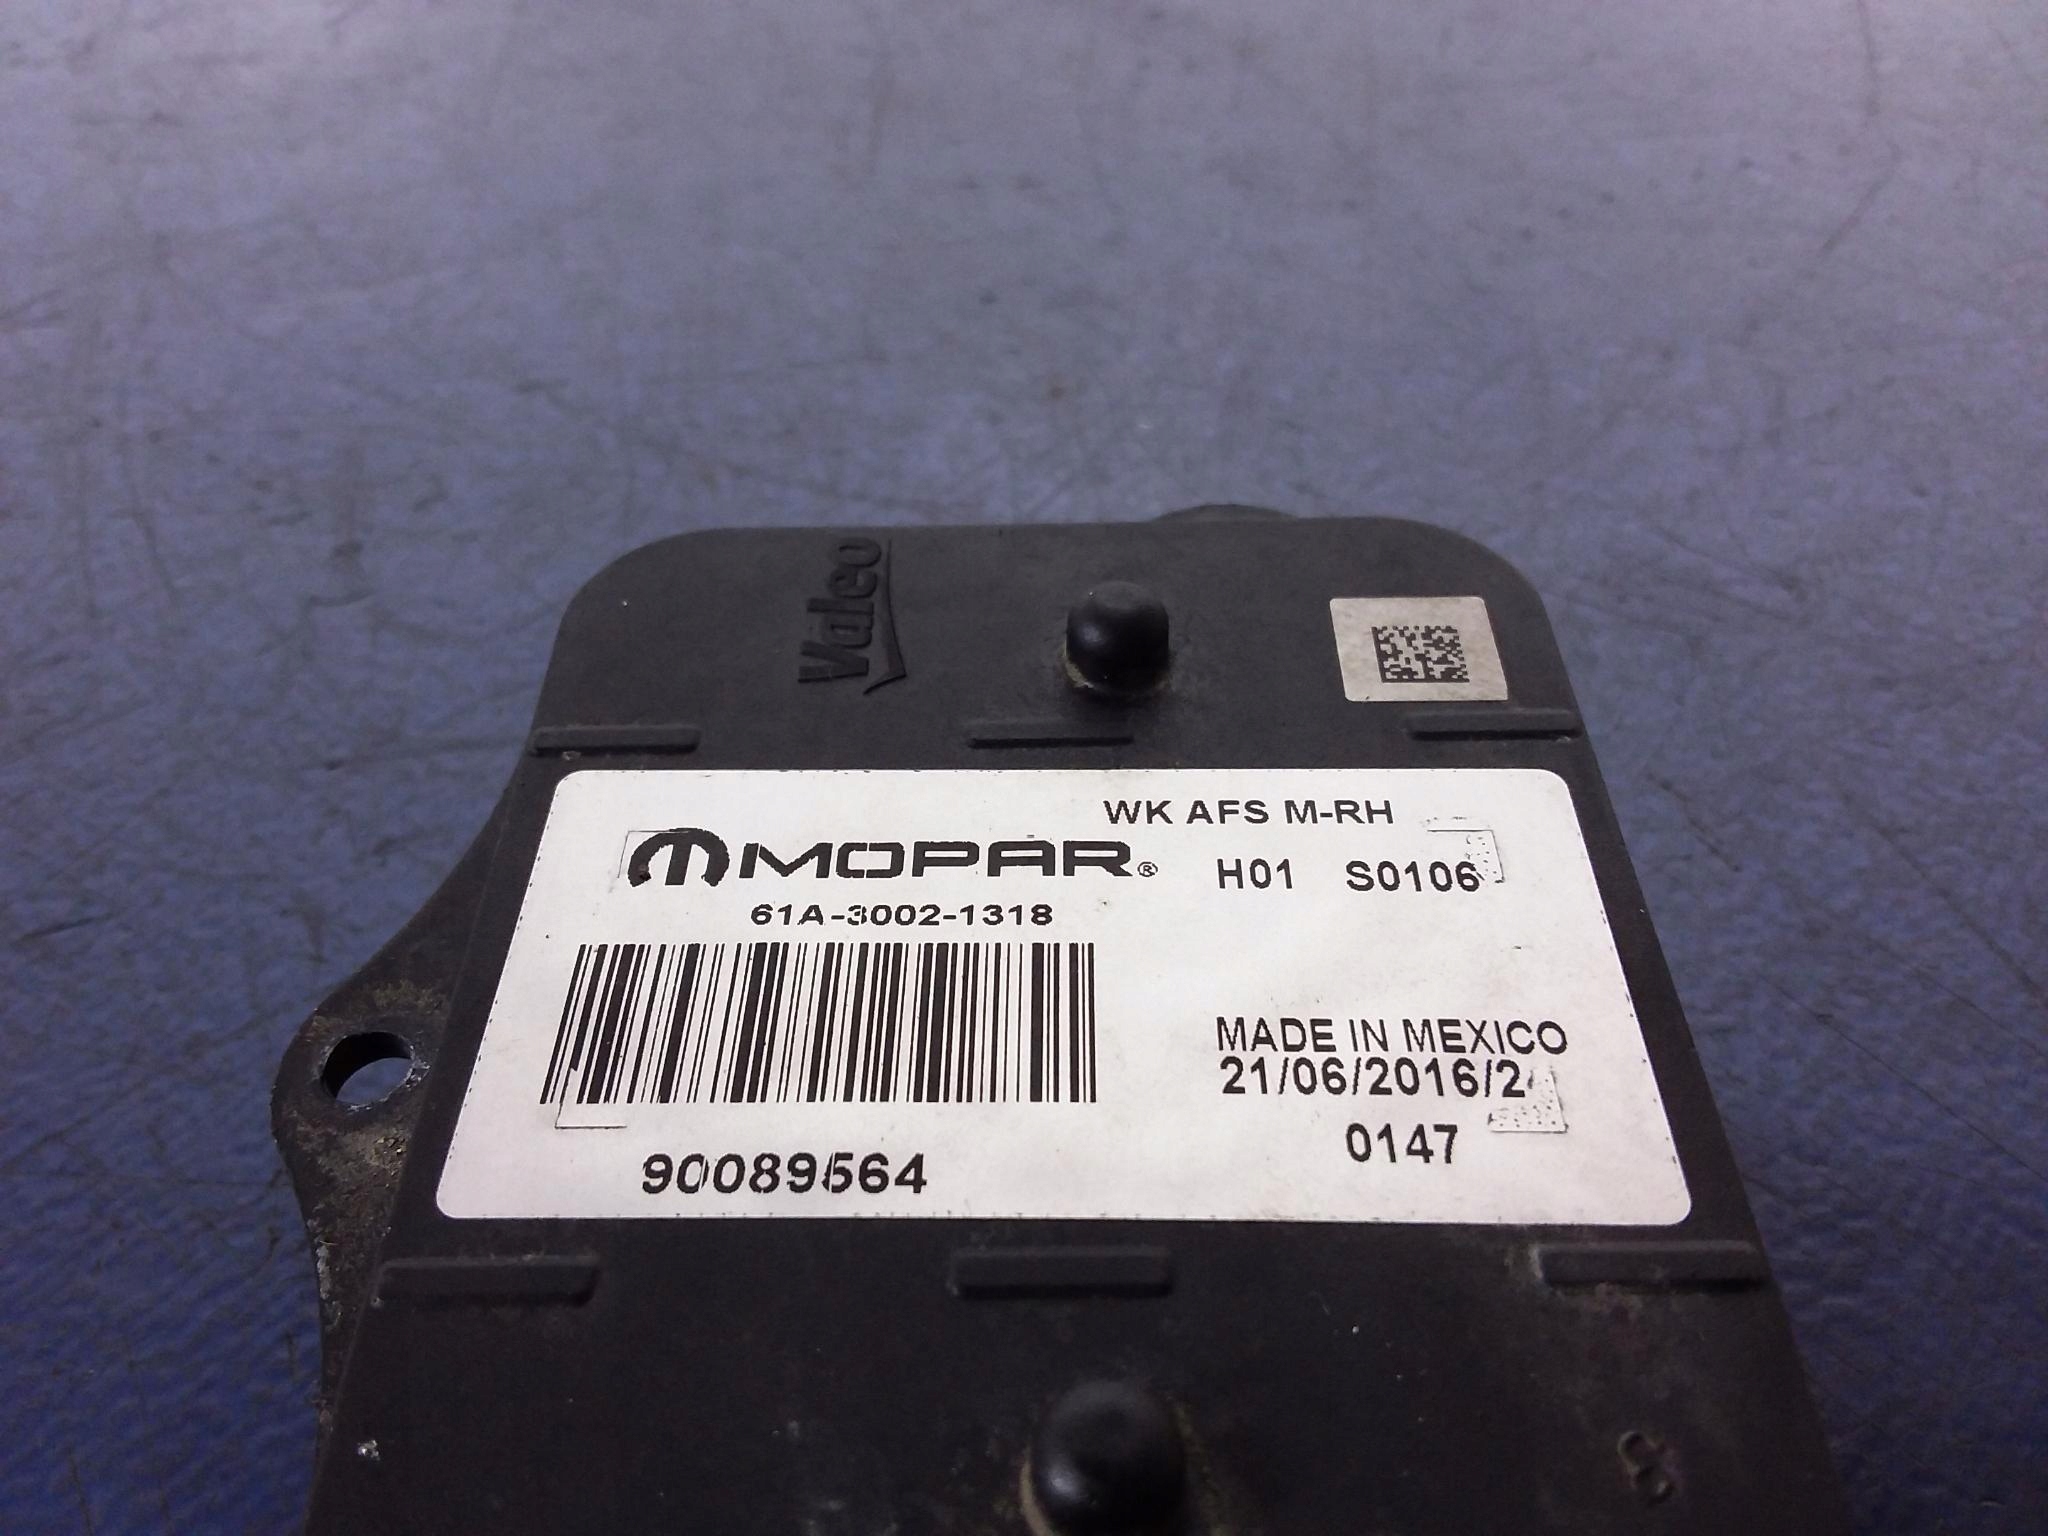 Valeo
WK AFS M-RH
MOPAR®
H01 S0106
61A-3002-1318
MADE IN MEXICO
21/06/2016/2
0147
90089564